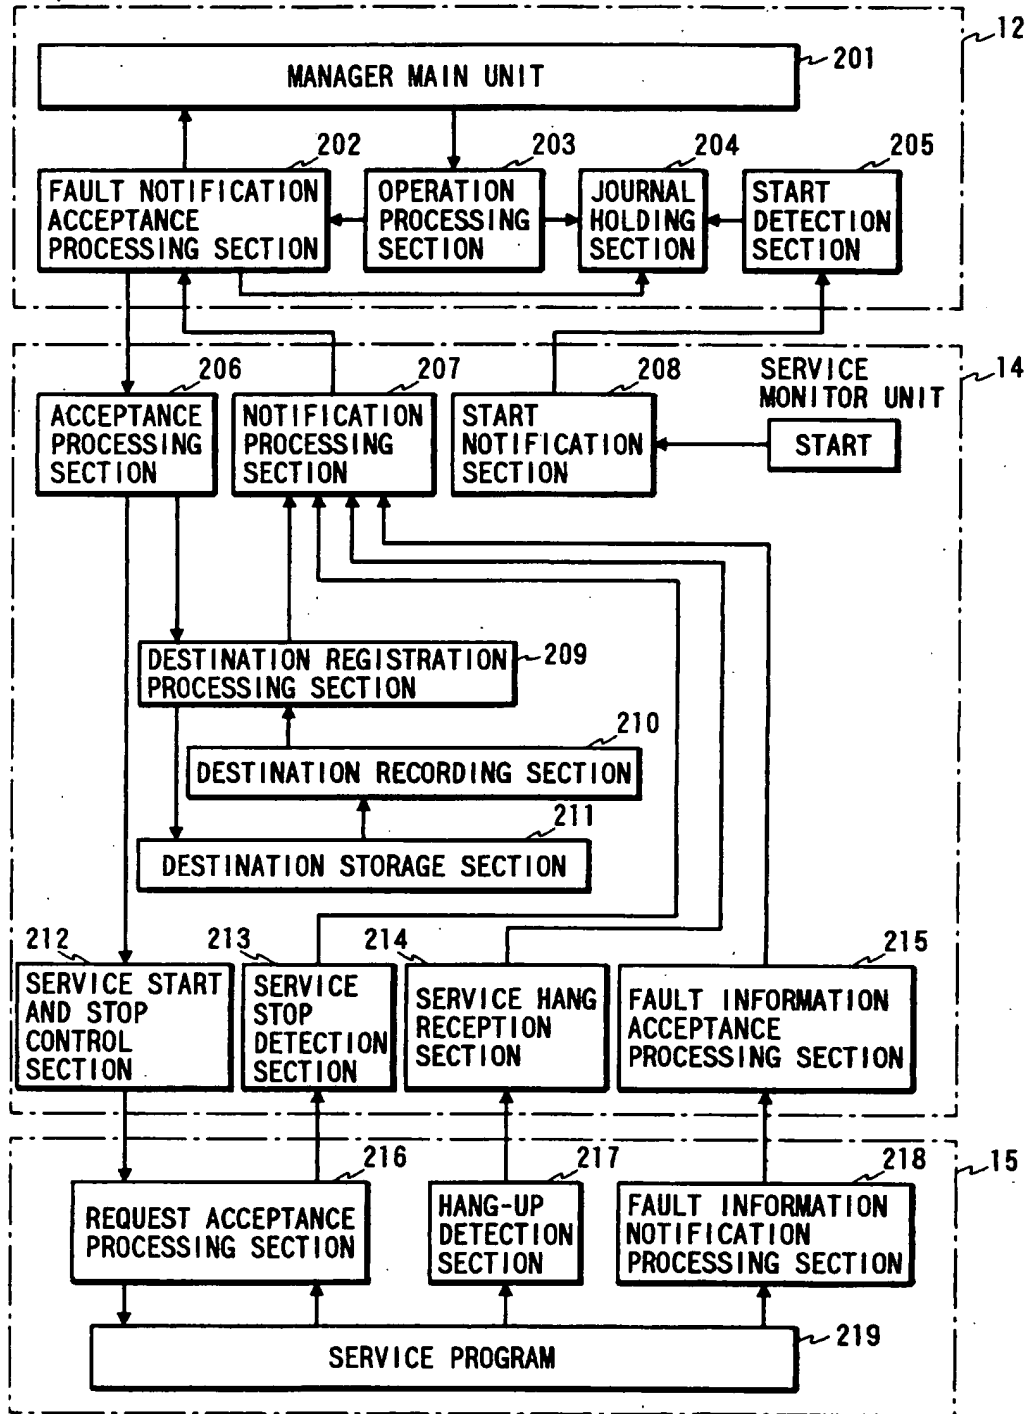 12
201
MANAGER MAIN UNIT
202
203
204
205
FAULT NOTIFICATION
ACCEPTANCE
PROCESSING SECTION
OPERATION
PROCESSING
SECTION
JOURNAL
HOLDING
SECTION
START
DETECTION
SECTION
14
206
207
208
SERVICE
MONITOR UNIT
ACCEPTANCE
PROCESSING
SECTION
NOTIFICATION
PROCESSING
SECTION
START
NOTIFICATION
SECTION
START
DESTINATION REGISTRATION
PROCESSING SECTION
209
210
DESTINATION RECORDING SECTION
211
DESTINATION STORAGE SECTION
212
213
214
215
SERVICE START
AND STOP
CONTROL
SECTION
SERVICE
STOP
DETECTION
SECTION
SERVICE HANG
RECEPTION
SECTION
FAULT INFORMATION
ACCEPTANCE
PROCESSING SECTION
15
216
217
218
REQUEST ACCEPTANCE
PROCESSING SECTION
HANG-UP
DETECTION
SECTION
FAULT INFORMATION
NOTIFICATION
PROCESSING SECTION
219
SERVICE PROGRAM